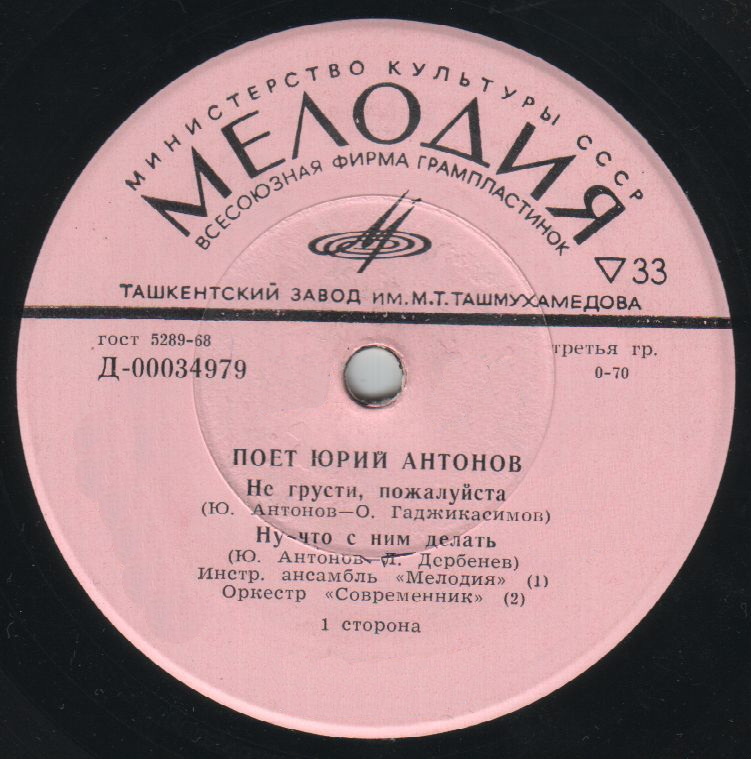 МИНИСТЕРСТВО КУЛЬТУРЫ СССР
МЕЛОДИЯ
ВСЕСОЮЗНАЯ ФИРМА ГРАМПЛАСТИНОК
33
ТАШКЕНТСКИЙ ЗАВОД ИМ. М.Т. ТАШМУХАМЕДОВА
гост 5289-68
третья гр.
Д-00034979
0-70
ПОЕТ ЮРИЙ АНТОНОВ
Не грусти, пожалуйста
(Ю. Антонов—О. Гаджикасимов)
Ну что с ним делать
(Ю. Антонов-Л. Дербенев)
Инстр. ансамбль «Мелодия» (1)
Оркестр «Современник» (2)
1 сторона